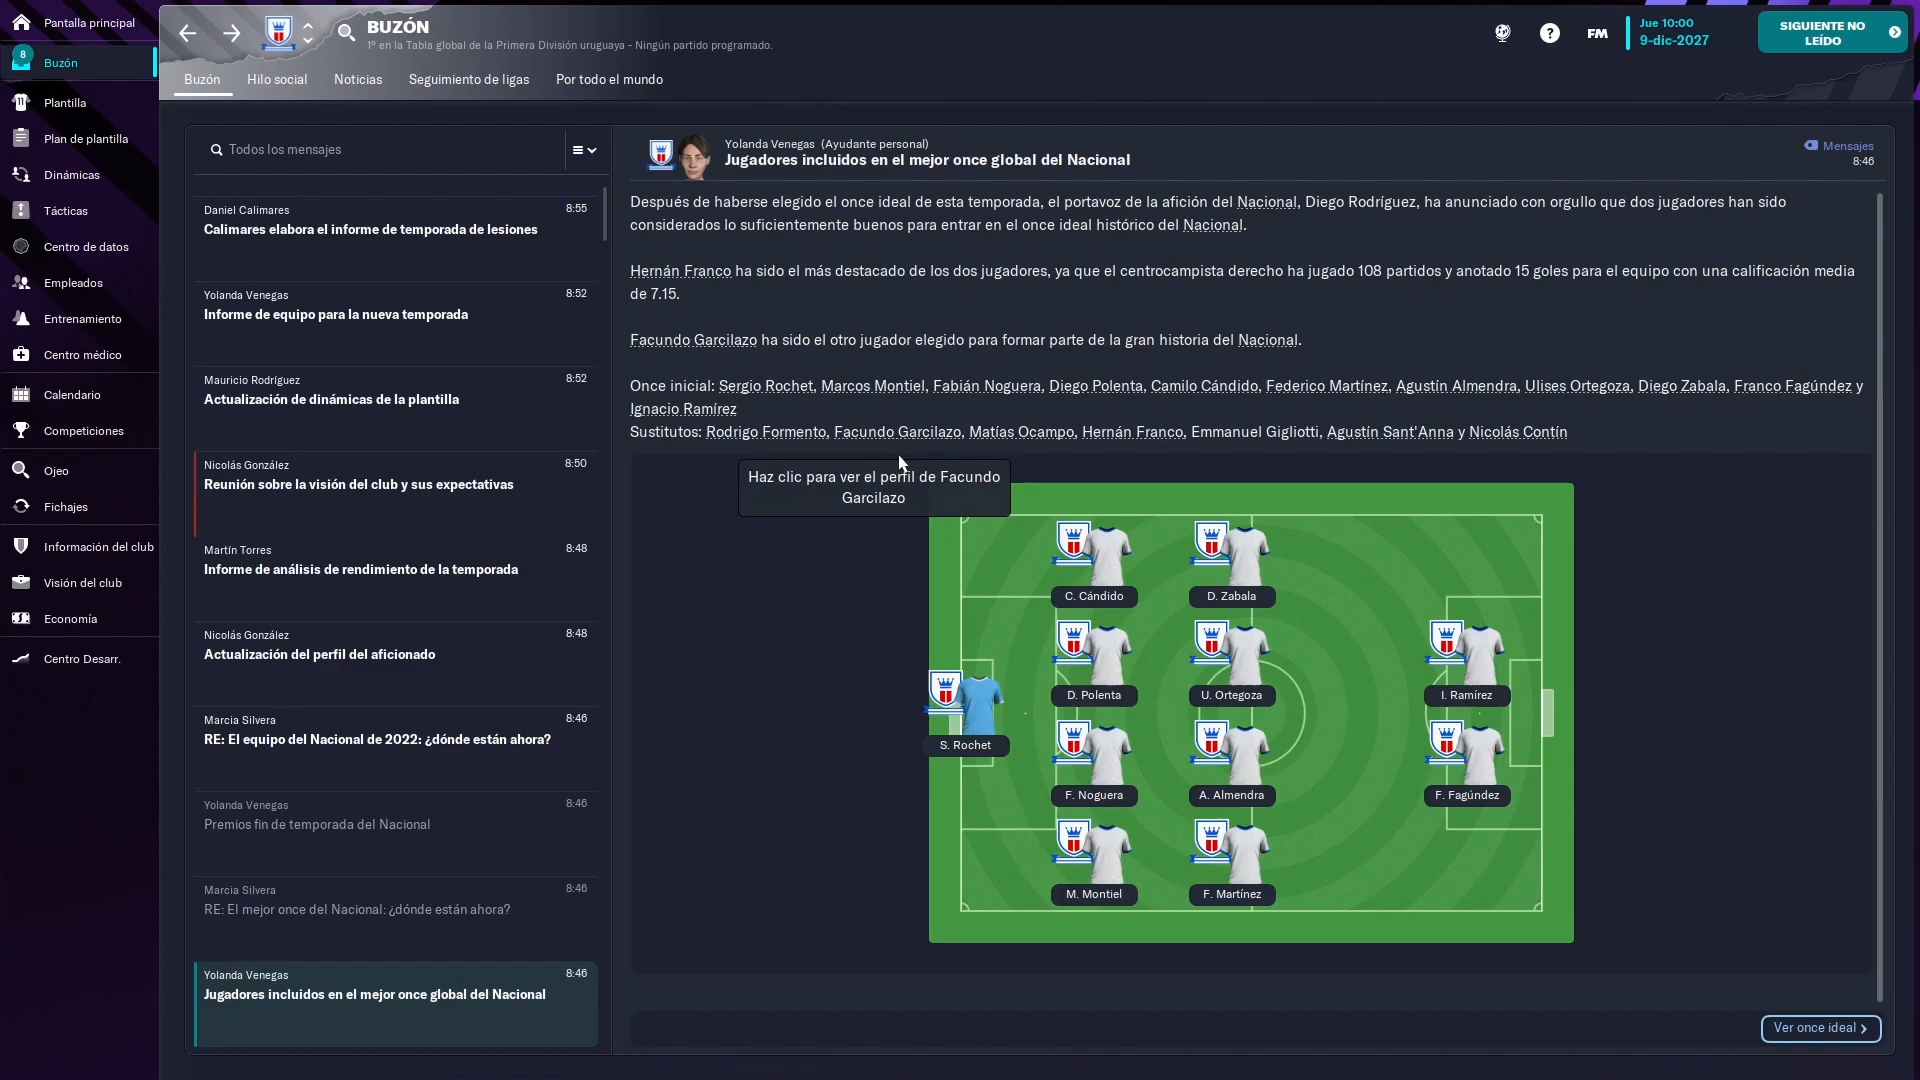 Pantalla principal
8
Buzón
Plantilla
Plan de plantilla
Dinámicas
Tácticas
Centro de datos
Empleados
Entrenamiento
Centro médico
Calendario
Competiciones
Ojeo
Fichajes
Información del club
Visión del club
Economía
Centro Desarr.
BUZÓN
1º en la Tabla global de la Primera División uruguaya - Ningún partido programado.
? FM
Jue 10:00
9-dic-2027
SIGUIENTE NO
LEÍDO
Buzón Hilo social Noticias Seguimiento de ligas Por todo el mundo
Todos los mensajes
Daniel Calimares 8:55
Calimares elabora el informe de temporada de lesiones
Yolanda Venegas 8:52
Informe de equipo para la nueva temporada
Mauricio Rodríguez 8:52
Actualización de dinámicas de la plantilla
Nicolás González 8:50
Reunión sobre la visión del club y sus expectativas
Martín Torres 8:48
Informe de análisis de rendimiento de la temporada
Nicolás González 8:48
Actualización del perfil del aficionado
Marcia Silvera 8:46
RE: El equipo del Nacional de 2022: ¿dónde están ahora?
Yolanda Venegas 8:46
Premios fin de temporada del Nacional
Marcia Silvera 8:46
RE: El mejor once del Nacional: ¿dónde están ahora?
Yolanda Venegas 8:46
Jugadores incluidos en el mejor once global del Nacional
Yolanda Venegas (Ayudante personal)
Jugadores incluidos en el mejor once global del Nacional
Mensajes
8:46
Después de haberse elegido el once ideal de esta temporada, el portavoz de la afición del Nacional, Diego Rodríguez, ha anunciado con orgullo que dos jugadores han sido
considerados lo suficientemente buenos para entrar en el once ideal histórico del Nacional.
Hernán Franco ha sido el más destacado de los dos jugadores, ya que el centrocampista derecho ha jugado 108 partidos y anotado 15 goles para el equipo con una calificación media
de 7.15.
Facundo Garcilazo ha sido el otro jugador elegido para formar parte de la gran historia del Nacional.
Once inicial: Sergio Rochet, Marcos Montiel, Fabián Noguera, Diego Polenta, Camilo Cándido, Federico Martínez, Agustín Almendra, Ulises Ortegoza, Diego Zabala, Franco Fagúndez y
Ignacio Ramírez
Sustitutos: Rodrigo Formento, Facundo Garcilazo, Matías Ocampo, Hernán Franco, Emmanuel Gigliotti, Agustín Sant'Anna y Nicolás Contín
Haz clic para ver el perfil de Facundo
Garcilazo
C. Cándido
D. Zabala
D. Polenta
U. Ortegoza
I. Ramírez
S. Rochet
F. Noguera
A. Almendra
F. Fagúndez
M. Montiel
F. Martínez
Ver once ideal